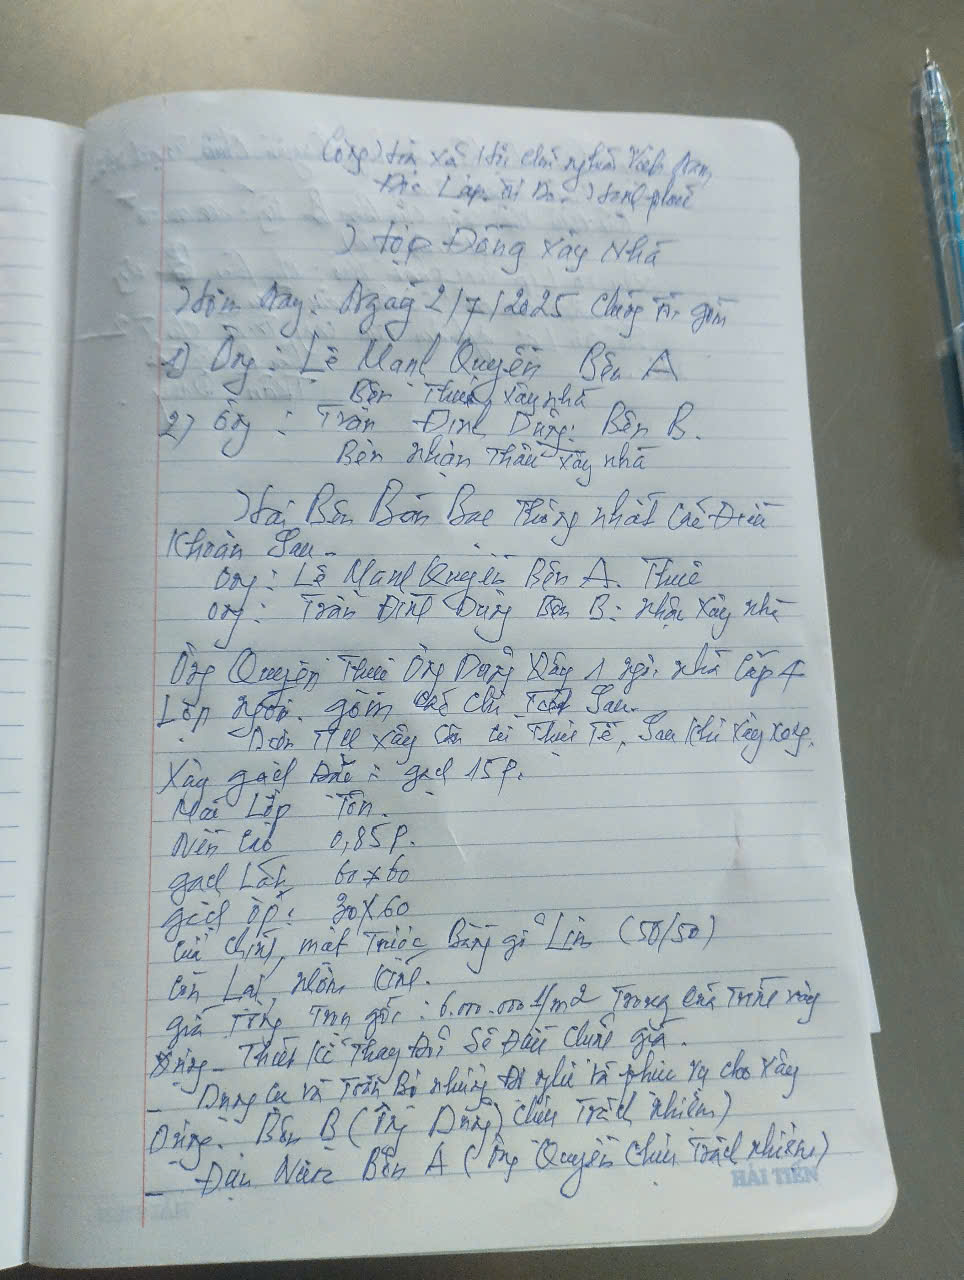 Cộng hòa xã hội chủ nghĩa Việt Nam
Độc Lập. Tự Do. Hạnh phúc
Hợp Đồng Xây Nhà
Hôm nay: Ngày 2/7/2025 Chúng tôi gồm
1) Ông: Lê Mạnh Quyền Bên A
Bên Thuê Xây nhà
2) Ông: Trần Đình Dũng: Bên B.
Bên nhận Thầu xây nhà
Hai Bên Bàn Bạc Thống nhất Các Điều
Khoản Sau -
Ông: Lê Mạnh Quyền Bên A. Thuê
Ông: Trần Đình Dũng Bên B: nhận Xây nhà
Ông Quyền Thuê Ông Dũng Xây 1 ngôi nhà Cấp 4
Lợp ngói. gồm các chi Tiết Sau.
Diện Tích xây Căn cứ Thực Tế, Sau Khi Xây xong.
Xây gạch Đặc: gạch 15P.
Mái Lợp Tôn.
Nền Cao 0,85P.
gạch Lát 60x60
gạch ốp: 30x60
Cửa chính, mặt Trước Bằng gỗ Lim (50/50)
Còn Lại, nhôm Kính.
giá Tổng Trọn gói: 6.000.000đ/m2 Trong quá Trình xây
dựng - Thiết Kế Thay Đổi Sẽ Điều Chỉnh giá.
- Dụng Cụ và Toàn Bộ những phục vụ cho Xây
Dựng. Bên B (Ông Dũng) chịu Trách nhiệm)
- Điện Nước Bên A (Ông Quyền Chịu Trách nhiệm)
HẢI TIẾN